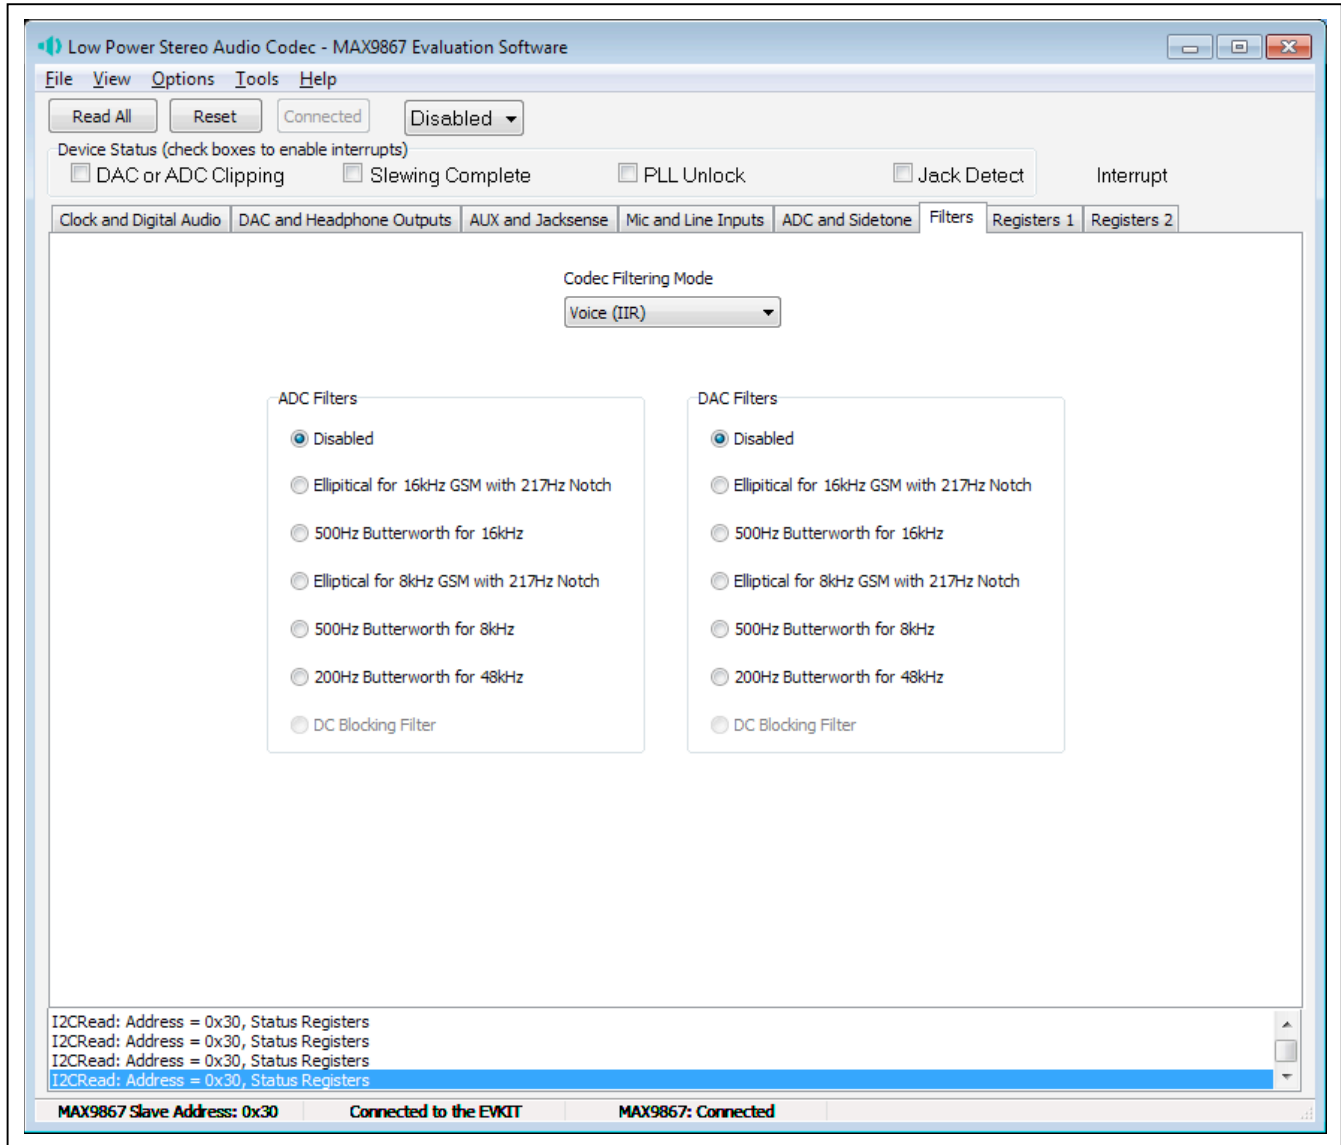 Low Power Stereo Audio Codec - MAX9867 Evaluation Software
File View Options Tools Help
Read All Reset Connected Disabled
Device Status (check boxes to enable interrupts)
DAC or ADC Clipping Slewing Complete PLL Unlock Jack Detect Interrupt
Clock and Digital Audio DAC and Headphone Outputs AUX and Jacksense Mic and Line Inputs ADC and Sidetone Filters Registers 1 Registers 2
Codec Filtering Mode
Voice (IIR)
ADC Filters
Disabled
Ellipitical for 16kHz GSM with 217Hz Notch
500Hz Butterworth for 16kHz
Elliptical for 8kHz GSM with 217Hz Notch
500Hz Butterworth for 8kHz
200Hz Butterworth for 48kHz
DC Blocking Filter
DAC Filters
Disabled
Ellipitical for 16kHz GSM with 217Hz Notch
500Hz Butterworth for 16kHz
Elliptical for 8kHz GSM with 217Hz Notch
500Hz Butterworth for 8kHz
200Hz Butterworth for 48kHz
DC Blocking Filter
I2CRead: Address = 0x30, Status Registers
I2CRead: Address = 0x30, Status Registers
I2CRead: Address = 0x30, Status Registers
I2CRead: Address = 0x30, Status Registers
MAX9867 Slave Address: 0x30 Connected to the EVKIT MAX9867: Connected